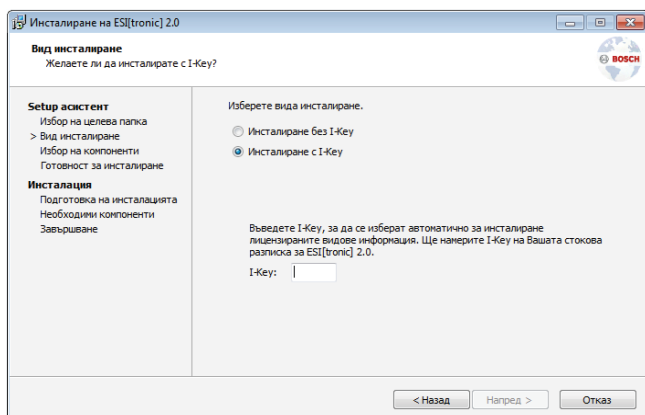 Инсталиране на ESI[tronic] 2.0
Вид инсталиране
Желаете ли да инсталирате с I-Key?
BOSCH
Setup асистент
Избор на целева папка
> Вид инсталиране
Избор на компоненти
Готовност за инсталиране
Инсталация
Подготовка на инсталацията
Необходими компоненти
Завършване
Изберете вида инсталиране.
Инсталиране без I-Key
Инсталиране с I-Key
Въведете I-Key, за да се изберат автоматично за инсталиране
лицензираните видове информация. Ще намерите I-Key на Вашата стокова
разписка за ESI[tronic] 2.0.
I-Key:
< Назад
Напред >
Отказ